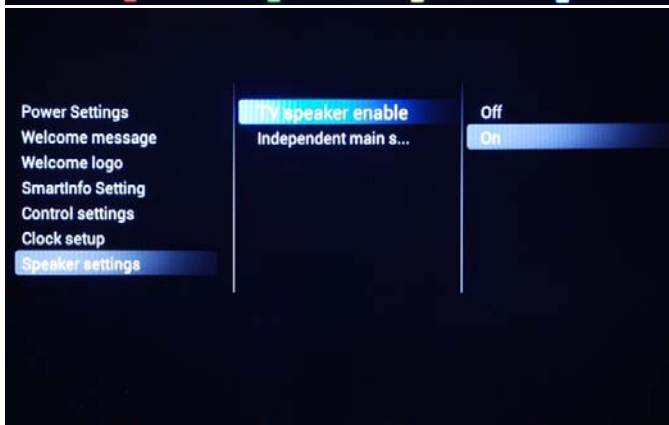 Power Settings
Welcome message
Welcome logo
SmartInfo Setting
Control settings
Clock setup
Speaker settings
TV speaker enable
Independent main s...
Off
On